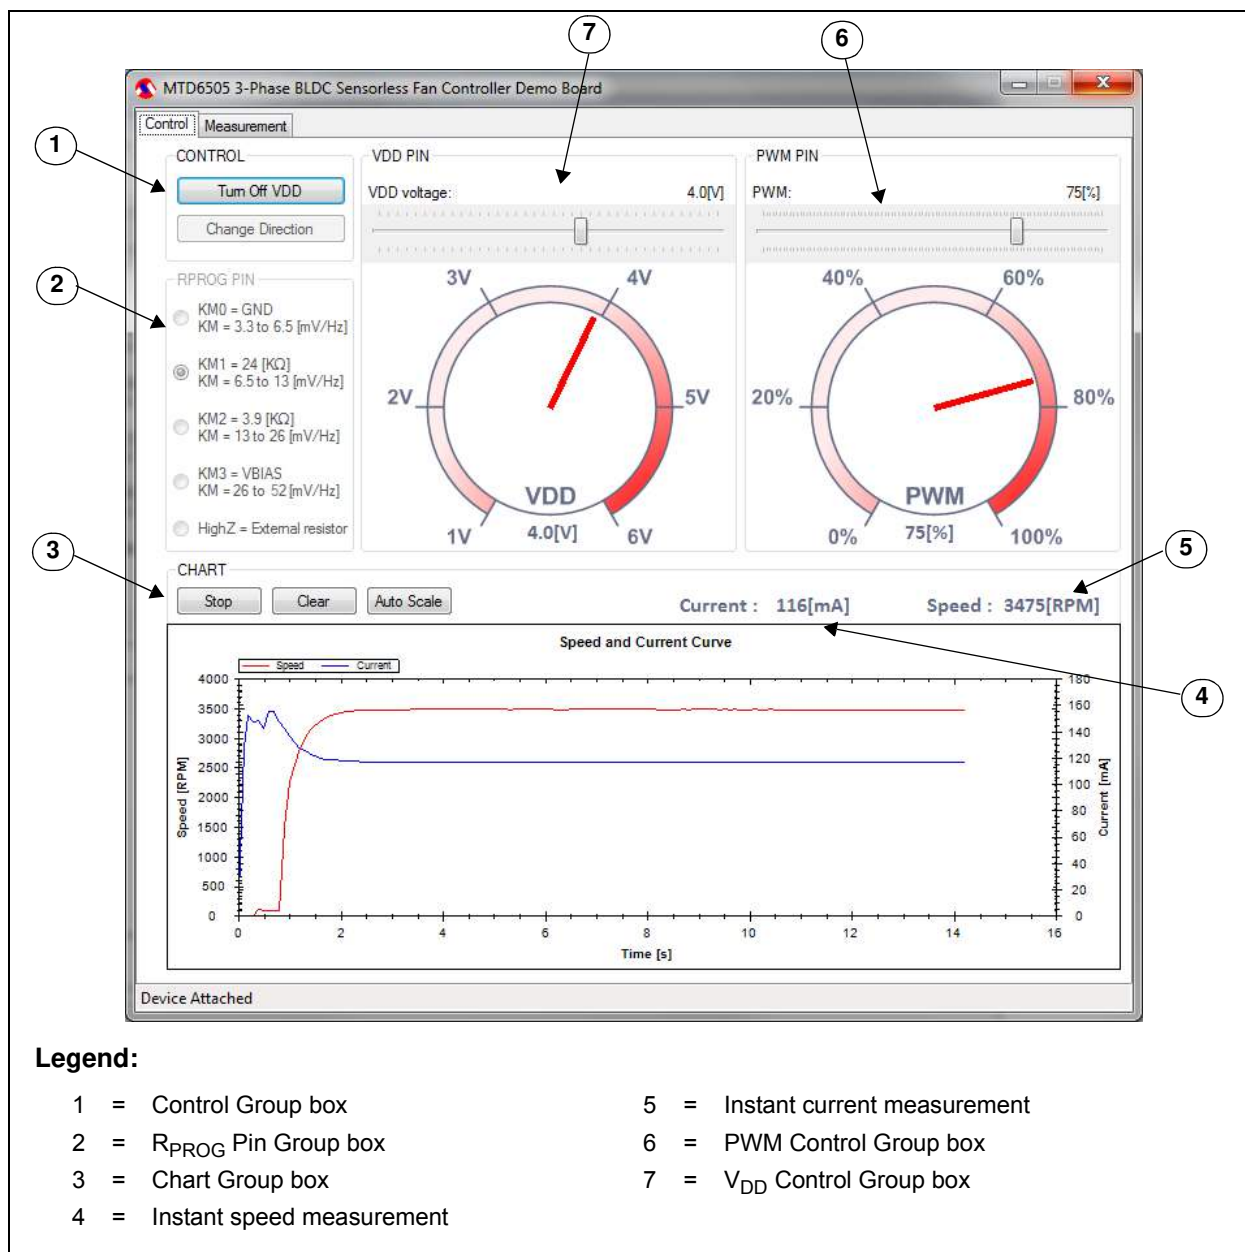 7
6
MTD6505 3-Phase BLDC Sensorless Fan Controller Demo Board
Control Measurement
1
CONTROL
Turn Off VDD
Change Direction
VDD PIN
VDD voltage: 4.0[V]
PWM PIN
PWM: 75[%]
2
RPROG PIN
KM0 = GND
KM = 3.3 to 6.5 [mV/Hz]
KM1 = 24 [KΩ]
KM = 6.5 to 13 [mV/Hz]
KM2 = 3.9 [KΩ]
KM = 13 to 26 [mV/Hz]
KM3 = VBIAS
KM = 26 to 52 [mV/Hz]
HighZ = External resistor
3V 4V
2V 5V
VDD
1V 4.0[V] 6V
40% 60%
20% 80%
PWM
0% 75[%] 100%
3
5
CHART
Stop Clear Auto Scale
Current : 116[mA] Speed : 3475[RPM]
4
Speed and Current Curve
Speed Current
4000
3500
3000
2500
2000
1500
1000
500
0
Speed [RPM]
180
160
140
120
100
80
60
40
20
0
Current [mA]
0 2 4 6 8 10 12 14 16
Time [s]
Device Attached
Legend:
1 = Control Group box
2 = RPROG Pin Group box
3 = Chart Group box
4 = Instant speed measurement
5 = Instant current measurement
6 = PWM Control Group box
7 = VDD Control Group box